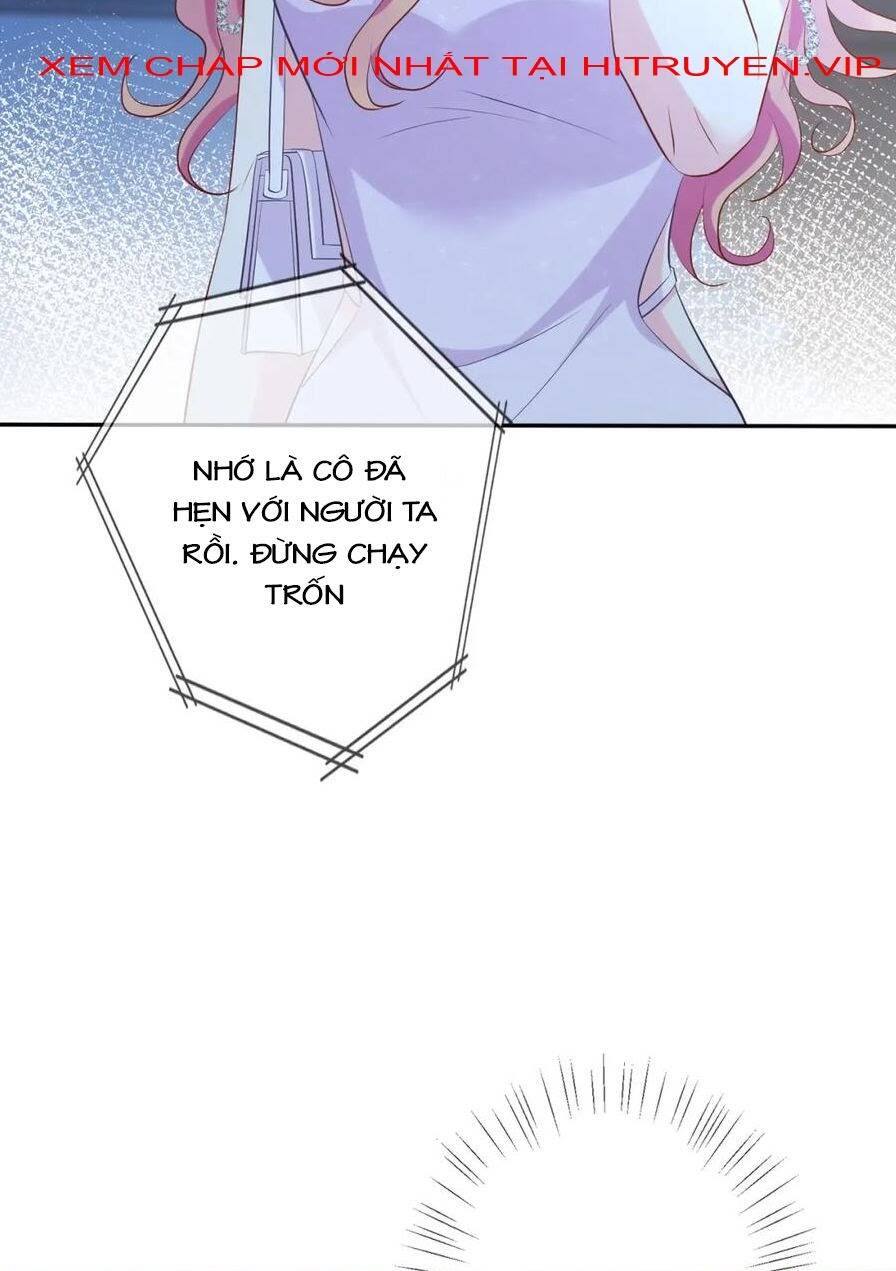 XEM CHAP MỚI NHẤT TẠI HITRUYEN.VIP
NHỚ LÀ CÔ ĐÃ
HẸN VỚI NGƯỜI TA
RỒI. ĐỪNG CHẠY
TRỐN